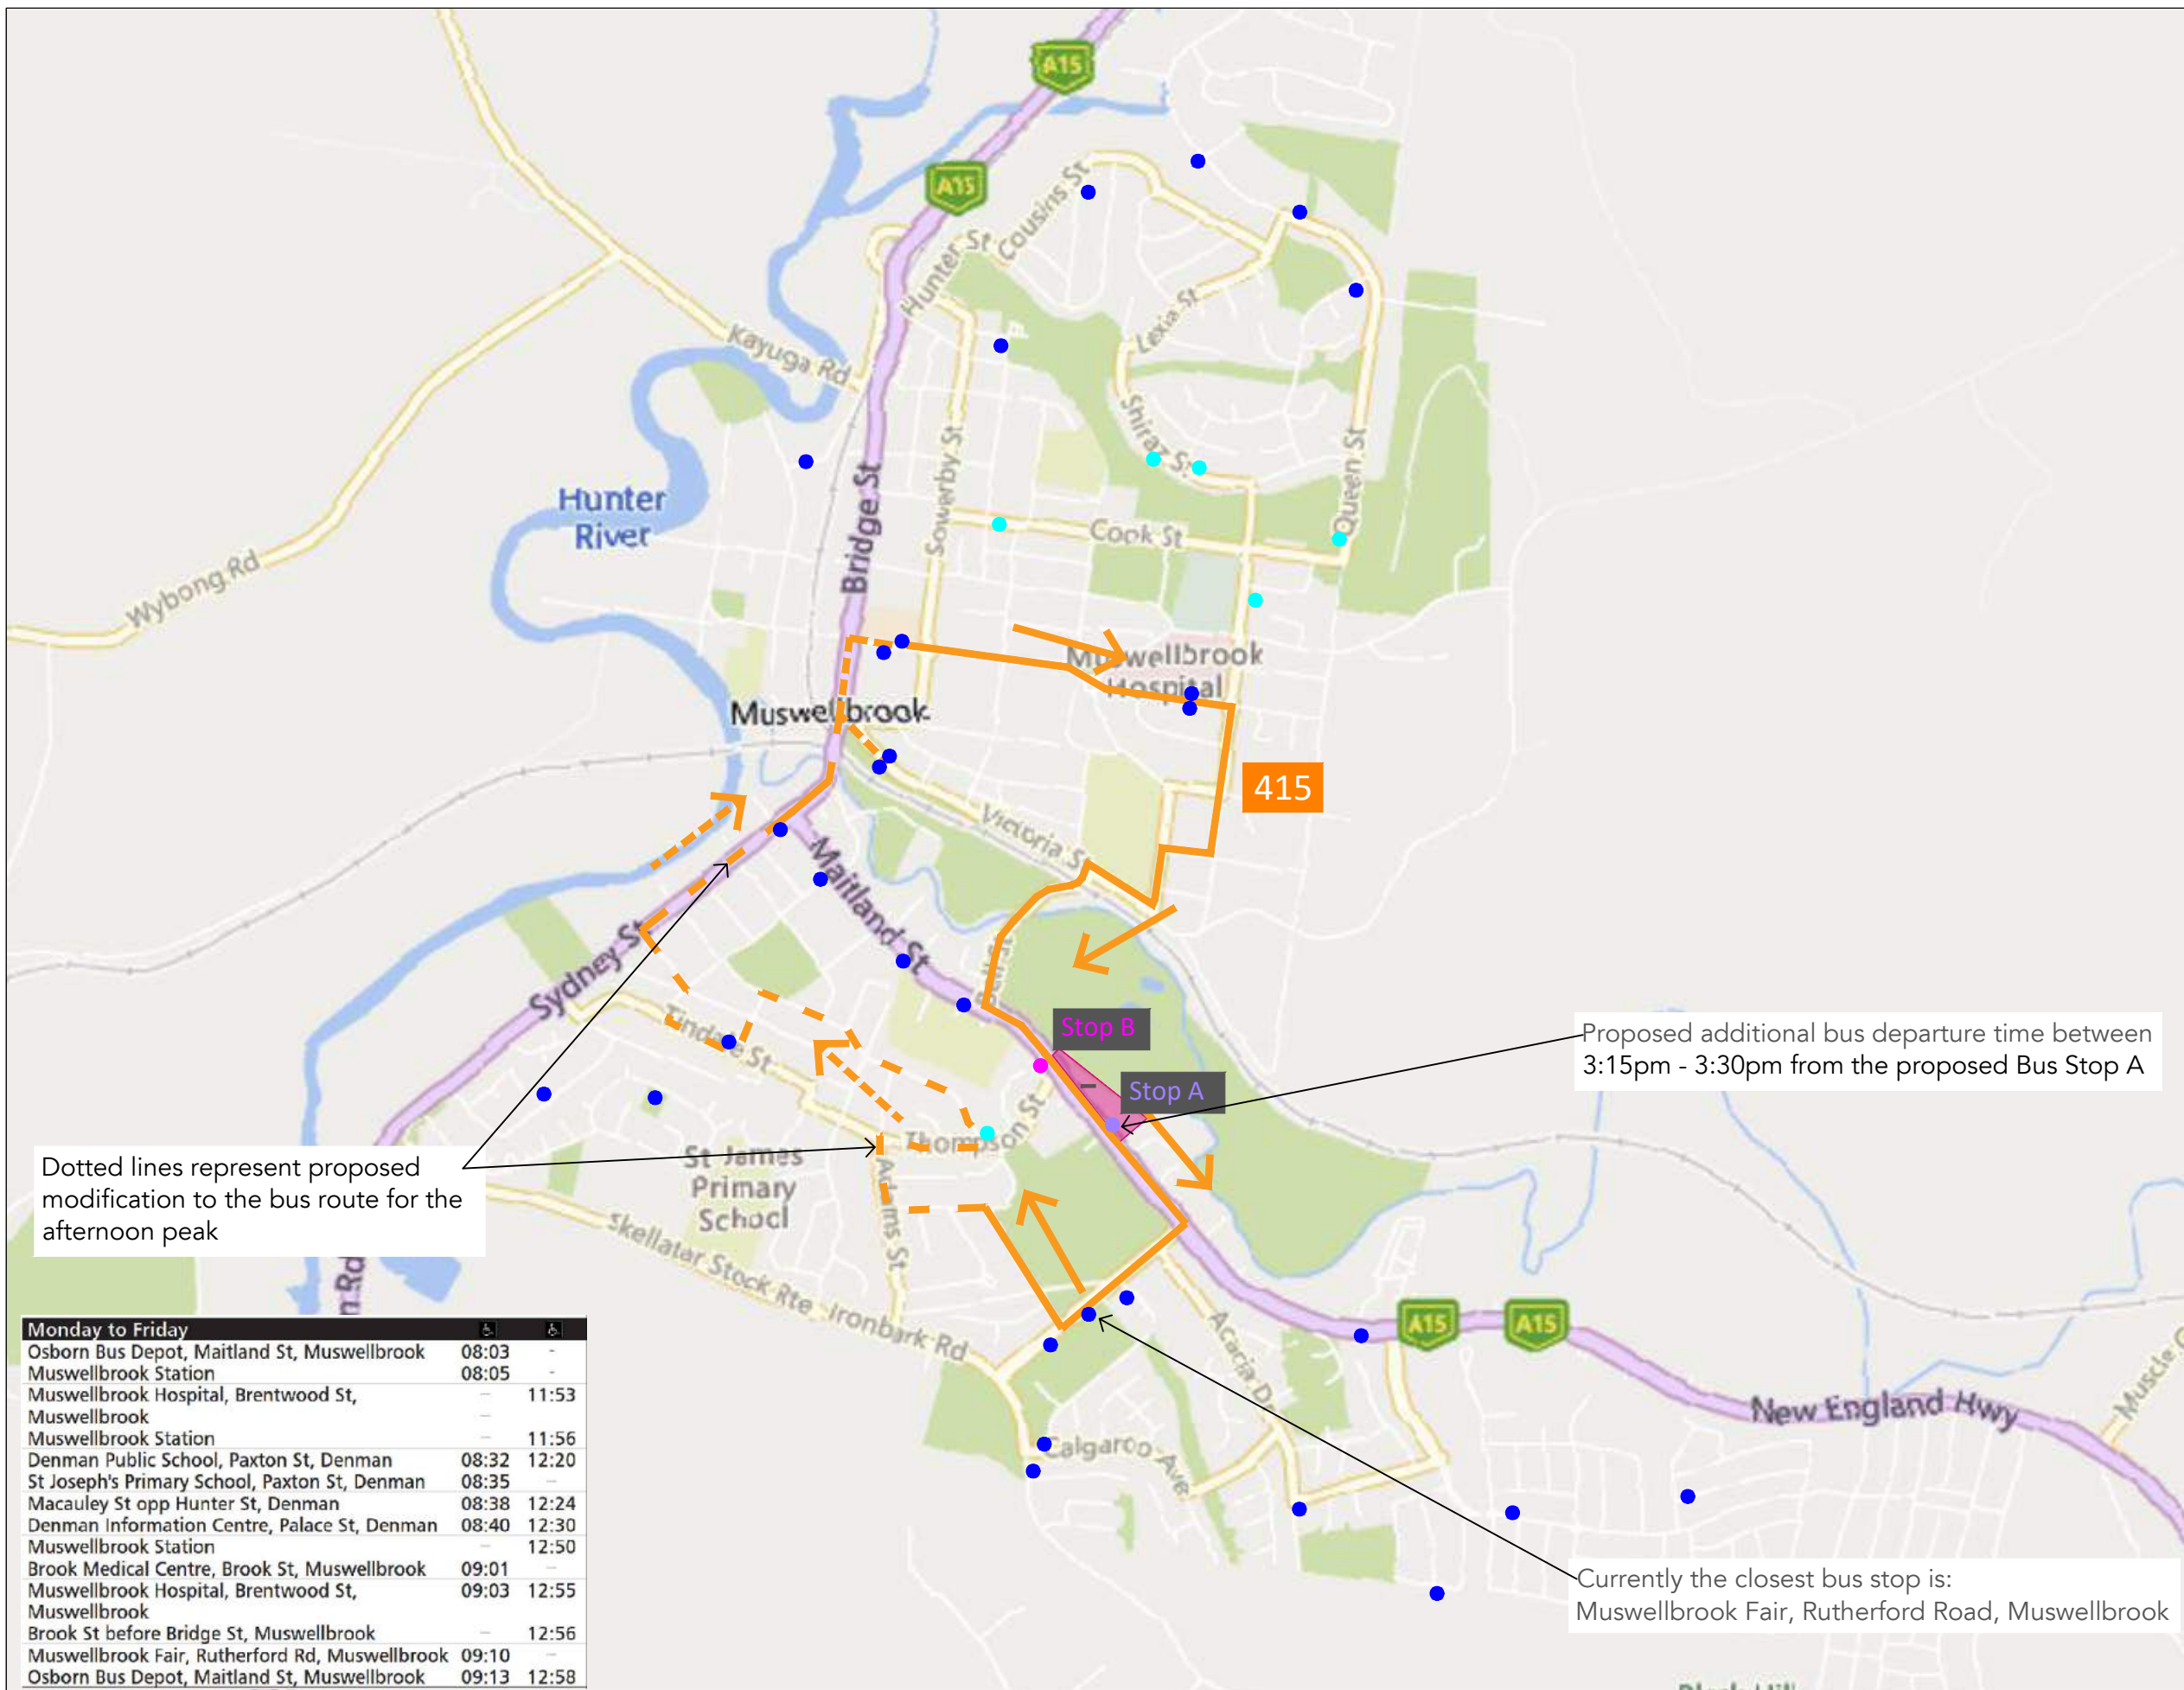 A15
A15
Cousins St
Hunter St
Lexia St
Kayuga Rd
Shiraz St
Queen St
Sowerby St
Bridge St
Hunter
River
Cook St
Wybong Rd
Muswellbrook
Hospital
Muswellbrook
415
Victoria St
Maitland St
Bell St
Sydney St
Tindale St
Stop B
Stop A
Proposed additional bus departure time between
3:15pm - 3:30pm from the proposed Bus Stop A
Thompson St
Dotted lines represent proposed
modification to the bus route for the
afternoon peak
St James
Primary
School
Adams St
Skellatar Stock Rte
Ironbark Rd
n Rd
Acacia Dr
A15
A15
New England Hwy
Muscle C
Calgaroo Ave
Currently the closest bus stop is:
Muswellbrook Fair, Rutherford Road, Muswellbrook
Monday to Friday
Osborn Bus Depot, Maitland St, Muswellbrook 08:03 -
Muswellbrook Station 08:05 -
Muswellbrook Hospital, Brentwood St, – 11:53
Muswellbrook –
Muswellbrook Station – 11:56
Denman Public School, Paxton St, Denman 08:32 12:20
St Joseph's Primary School, Paxton St, Denman 08:35 –
Macauley St opp Hunter St, Denman 08:38 12:24
Denman Information Centre, Palace St, Denman 08:40 12:30
Muswellbrook Station – 12:50
Brook Medical Centre, Brook St, Muswellbrook 09:01 –
Muswellbrook Hospital, Brentwood St, 09:03 12:55
Muswellbrook
Brook St before Bridge St, Muswellbrook – 12:56
Muswellbrook Fair, Rutherford Rd, Muswellbrook 09:10 –
Osborn Bus Depot, Maitland St, Muswellbrook 09:13 12:58